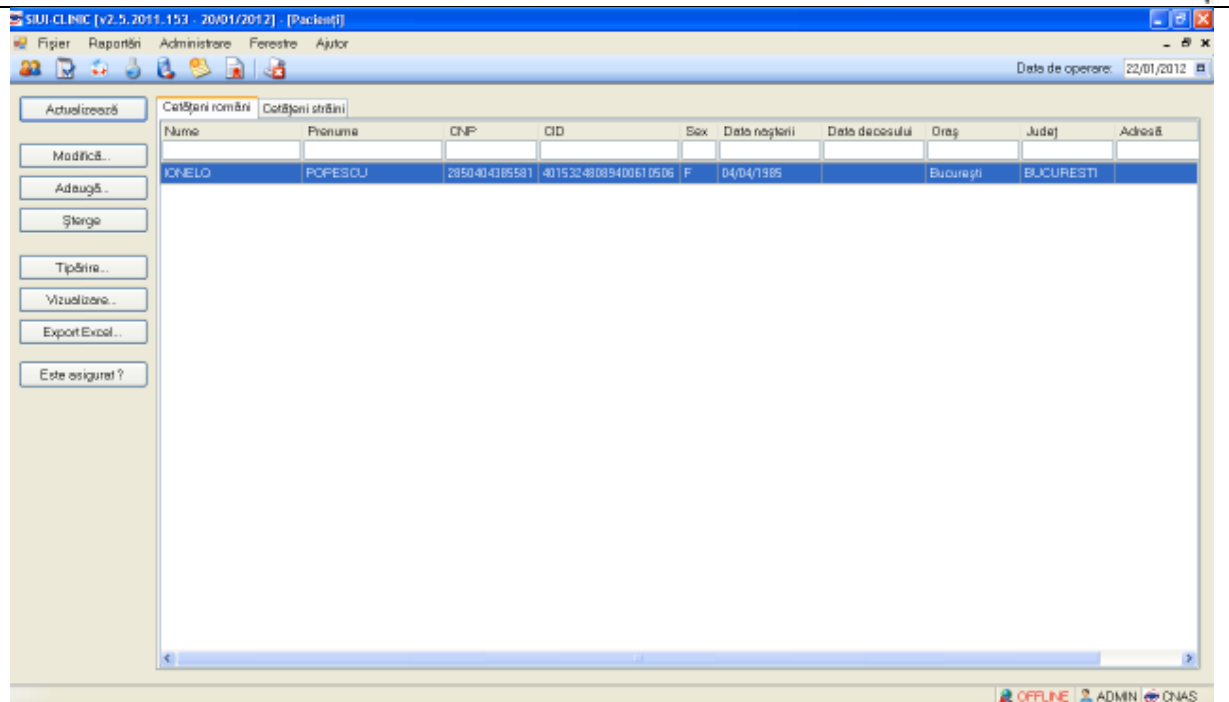 SIUI-CLINIC [v2.5.2011.153 - 20/01/2012] - [Pacienţi]
Fişier Raportări Administrare Ferestre Ajutor
Data de operare: 22/01/2012
Actualizează
Cetăţeni români Cetăţeni străini
Nume Prenume CNP CID Sex Data naşterii Data decesului Oraş Judeţ Adresă
Modifică...
IONELO POPESCU 2850404385581 40153248089400610506 F 04/04/1985 Bucureşti BUCURESTI
Adaugă..
Şterge
Tipărire...
Vizualizare...
Export Excel...
Este asigurat ?
OFFLINE ADMIN CNAS